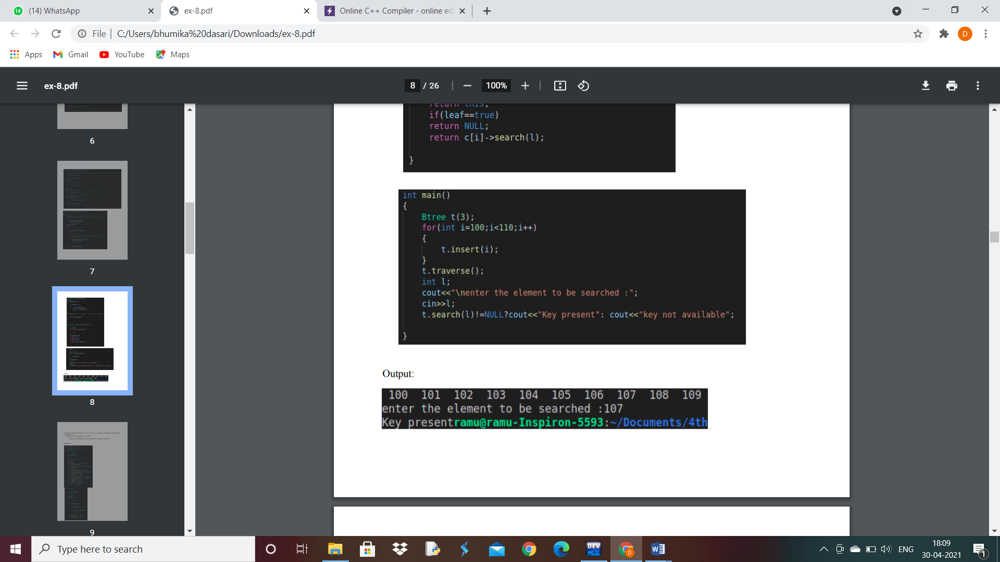 (14) WhatsApp
ex-8.pdf
Online C++ Compiler - online ed
File
C:/Users/bhumika%20dasari/Downloads/ex-8.pdf
D
Apps
Gmail
YouTube
Maps
ex-8.pdf
8 / 26
100%
6
7
8
9
return this;
if(leaf==true)
return NULL;
return c[i]->search(l);
}
int main()
{
Btree t(3);
for(int i=100;i<110;i++)
{
t.insert(i);
}
t.traverse();
int l;
cout<<"\nenter the element to be searched :";
cin>>l;
t.search(l)!=NULL?cout<<"Key present": cout<<"key not available";
}
Output:
100 101 102 103 104 105 106 107 108 109
enter the element to be searched :107
Key presentramu@ramu-Inspiron-5593:~/Documents/4th
Type here to search
DEV
C++
D
W
ENG
18:09
30-04-2021
1